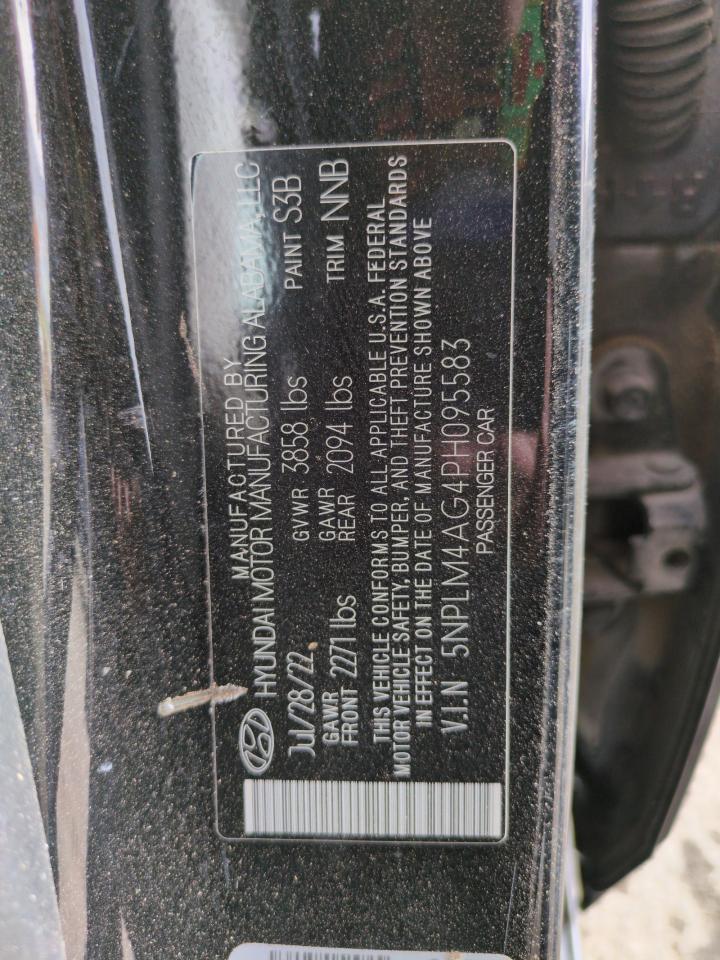 MANUFACTURED BY
HYUNDAI MOTOR MANUFACTURING ALABAMA, LLC
JUL/28/22 GVWR 3858 lbs PAINT S3B
GAWR FRONT 2271 lbs GAWR REAR 2094 lbs TRIM NNB
THIS VEHICLE CONFORMS TO ALL APPLICABLE U.S.A. FEDERAL
MOTOR VEHICLE SAFETY, BUMPER, AND THEFT PREVENTION STANDARDS
IN EFFECT ON THE DATE OF MANUFACTURE SHOWN ABOVE
V.I.N 5NPLM4AG4PH095583
PASSENGER CAR